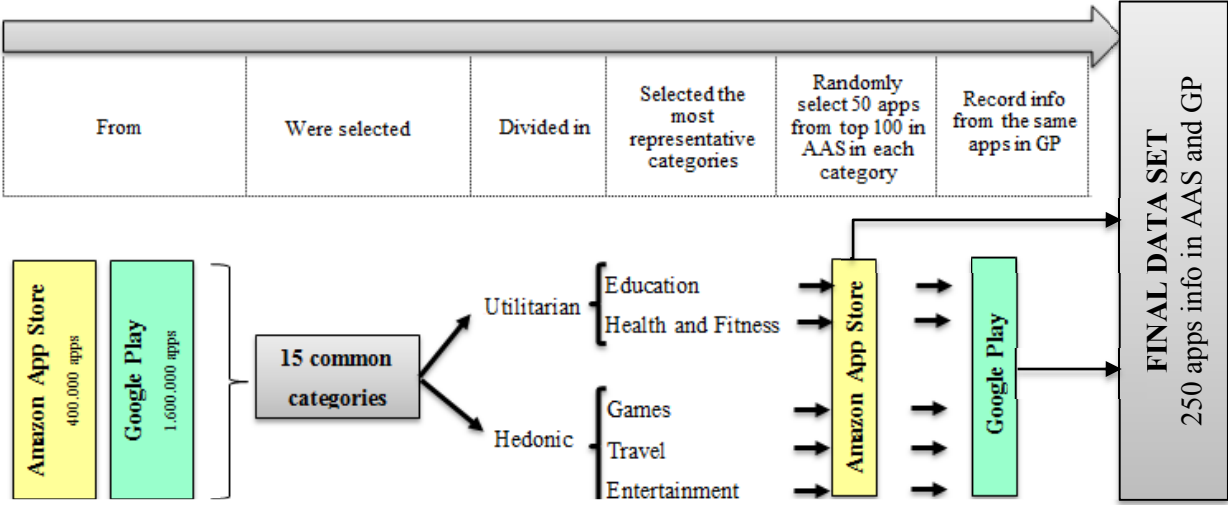 From
Were selected
Divided in
Selected the
most
representative
categories
Randomly
select 50 apps
from top 100 in
AAS in each
category
Record info
from the same
apps in GP
FINAL DATA SET
250 apps info in AAS and GP
Amazon App Store
400.000 apps
Google Play
1.600.000 apps
15 common
categories
Utilitarian
Education
Health and Fitness
Hedonic
Games
Travel
Entertainment
Amazon App Store
Google Play